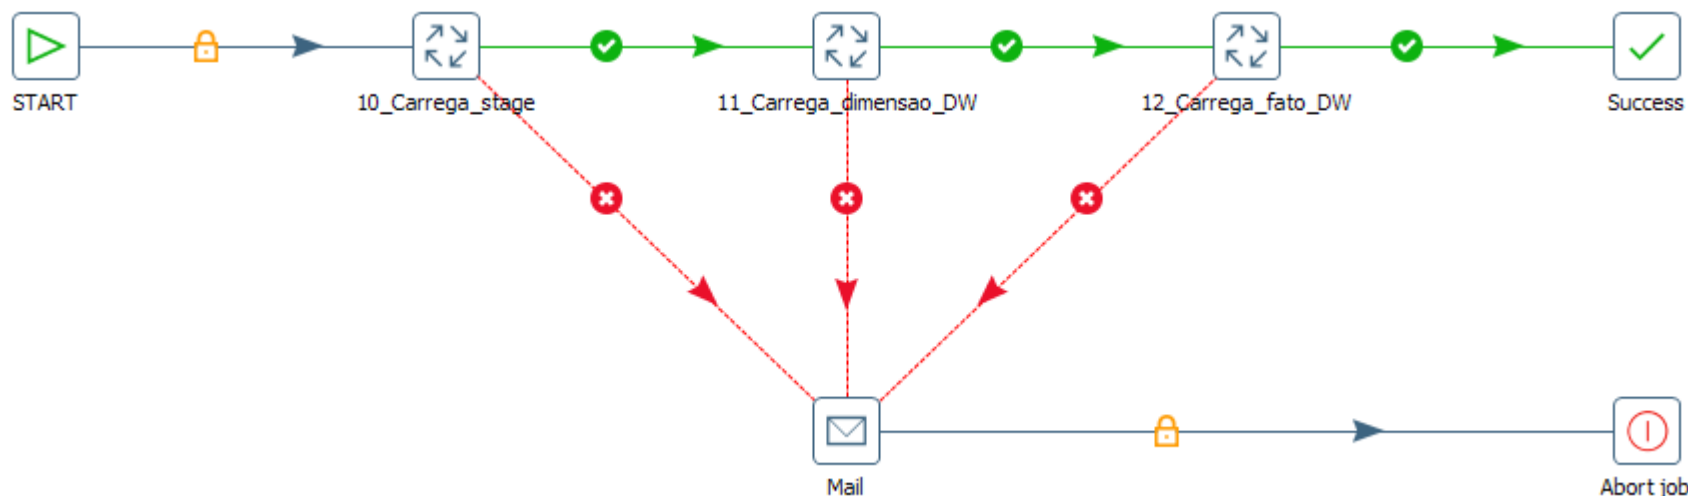 START
10_Carrega_stage
11_Carrega_dimensao_DW
12_Carrega_fato_DW
Success
Mail
Abort job